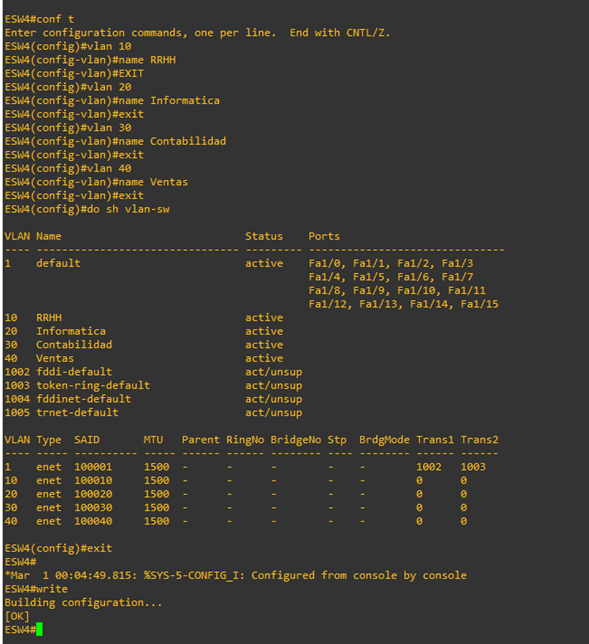 ESW4#conf t
Enter configuration commands, one per line.  End with CNTL/Z.
ESW4(config)#vlan 10
ESW4(config-vlan)#name RRHH
ESW4(config-vlan)#EXIT
ESW4(config)#vlan 20
ESW4(config-vlan)#name Informatica
ESW4(config-vlan)#exit
ESW4(config)#vlan 30
ESW4(config-vlan)#name Contabilidad
ESW4(config-vlan)#exit
ESW4(config)#vlan 40
ESW4(config-vlan)#name Ventas
ESW4(config-vlan)#exit
ESW4(config)#do sh vlan-sw
VLAN Name                             Status    Ports
---- -------------------------------- --------- -------------------------------
1    default                          active    Fa1/0, Fa1/1, Fa1/2, Fa1/3
                                                Fa1/4, Fa1/5, Fa1/6, Fa1/7
                                                Fa1/8, Fa1/9, Fa1/10, Fa1/11
                                                Fa1/12, Fa1/13, Fa1/14, Fa1/15
10   RRHH                             active
20   Informatica                      active
30   Contabilidad                     active
40   Ventas                           active
1002 fddi-default                     act/unsup
1003 token-ring-default               act/unsup
1004 fddinet-default                  act/unsup
1005 trnet-default                    act/unsup
VLAN Type  SAID       MTU   Parent RingNo BridgeNo Stp  BrdgMode Trans1 Trans2
---- ----- ---------- ----- ------ ------ -------- ---- -------- ------ ------
1    enet  100001     1500  -      -      -        -    -        1002   1003
10   enet  100010     1500  -      -      -        -    -        0      0
20   enet  100020     1500  -      -      -        -    -        0      0
30   enet  100030     1500  -      -      -        -    -        0      0
40   enet  100040     1500  -      -      -        -    -        0      0
ESW4(config)#exit
ESW4#
*Mar  1 00:04:49.815: %SYS-5-CONFIG_I: Configured from console by console
ESW4#write
Building configuration...
[OK]
ESW4#